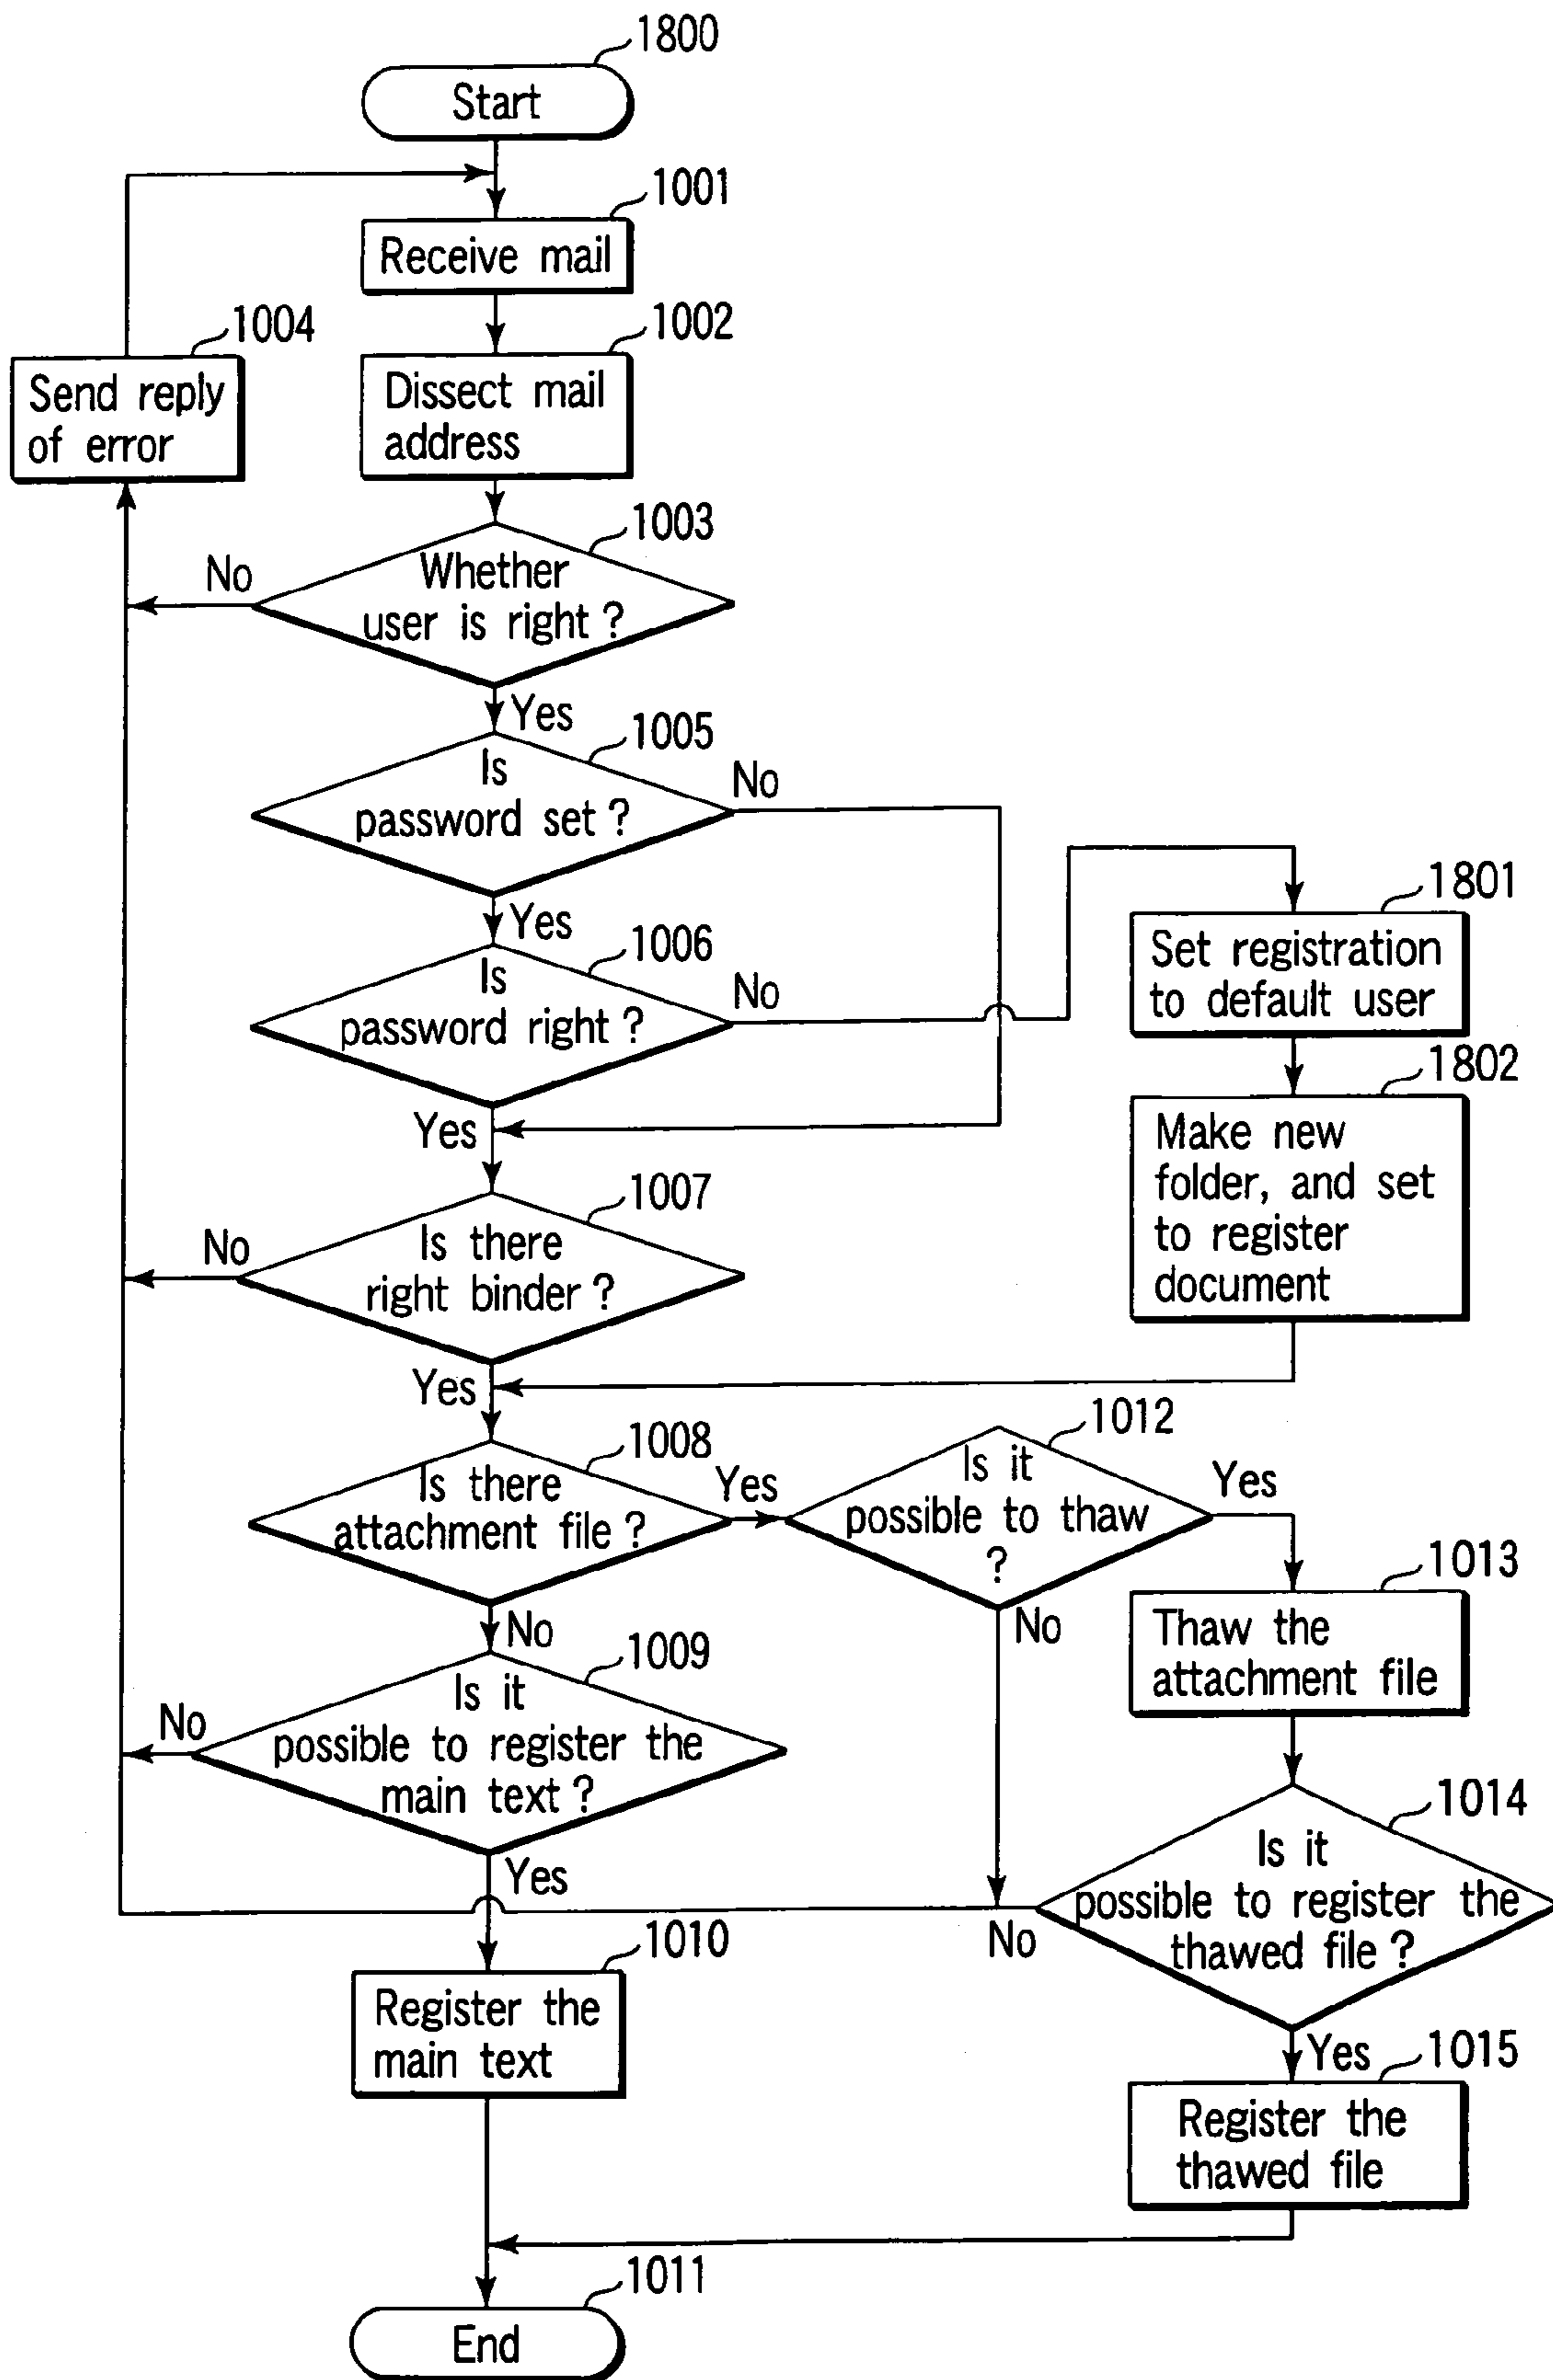 1800
Start
1001
Receive mail
1004
Send reply
of error
1002
Dissect mail
address
1003
Whether
user is right ?
No
Yes
1005
Is
password set ?
No
Yes
1006
Is
password right ?
No
Yes
1801
Set registration
to default user
1802
Make new
folder, and set
to register
document
1007
Is there
right binder ?
No
Yes
1008
Is there
attachment file ?
Yes
No
1012
Is it
possible to thaw
?
Yes
No
1013
Thaw the
attachment file
1009
Is it
possible to register the
main text ?
No
Yes
1014
Is it
possible to register the
thawed file ?
No
Yes
1010
Register the
main text
1015
Register the
thawed file
1011
End